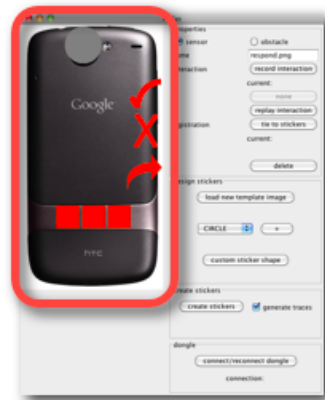 Google
htc
properties
sensor
obstacle
respond.png
record interaction
current:
none
replay interaction
tie to stickers
current:
delete
design stickers
load new template image
CIRCLE
+
custom sticker shape
create stickers
create stickers
generate traces
dongle
connect/reconnect dongle
connection: